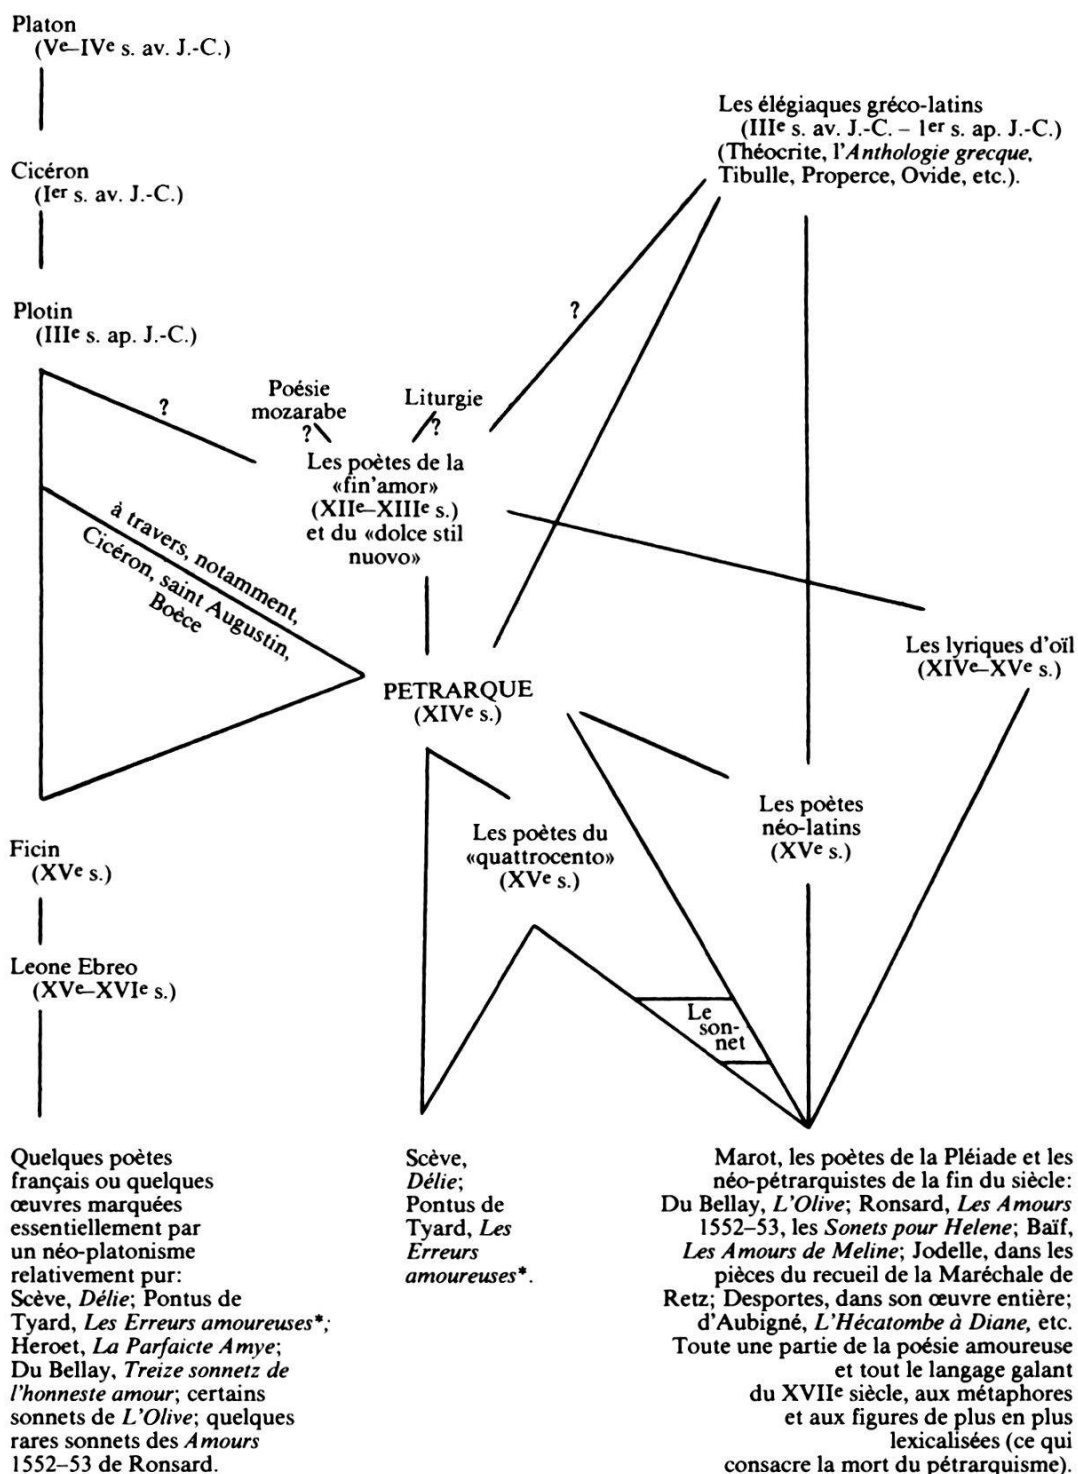 Platon
(Ve–IVe s. av. J.-C.)
Cicéron
(Ier s. av. J.-C.)
Plotin
(IIIe s. ap. J.-C.)
Les élégiaques gréco-latins
(IIIe s. av. J.-C. – 1er s. ap. J.-C.)
(Théocrite, l'Anthologie grecque,
Tibulle, Properce, Ovide, etc.).
?
?
Poésie
mozarabe
?
Liturgie
?
Les poètes de la
«fin'amor»
(XIIe–XIIIe s.)
et du «dolce stil
nuovo»
à travers, notamment,
Cicéron, saint Augustin,
Boèce
Les lyriques d'oïl
(XIVe–XVe s.)
PETRARQUE
(XIVe s.)
Les poètes du
«quattrocento»
(XVe s.)
Les poètes
néo-latins
(XVe s.)
Ficin
(XVe s.)
Leone Ebreo
(XVe–XVIe s.)
Le
son-
net
Quelques poètes
français ou quelques
œuvres marquées
essentiellement par
un néo-platonisme
relativement pur:
Scève, Délie; Pontus de
Tyard, Les Erreurs amoureuses*;
Heroet, La Parfaicte Amye;
Du Bellay, Treize sonnetz de
l'honneste amour; certains
sonnets de L'Olive; quelques
rares sonnets des Amours
1552–53 de Ronsard.
Scève,
Délie;
Pontus de
Tyard, Les
Erreurs
amoureuses*.
Marot, les poètes de la Pléiade et les
néo-pétrarquistes de la fin du siècle:
Du Bellay, L'Olive; Ronsard, Les Amours
1552–53, les Sonets pour Helene; Baïf,
Les Amours de Meline; Jodelle, dans les
pièces du recueil de la Maréchale de
Retz; Desportes, dans son œuvre entière;
d'Aubigné, L'Hécatombe à Diane, etc.
Toute une partie de la poésie amoureuse
et tout le langage galant
du XVIIe siècle, aux métaphores
et aux figures de plus en plus
lexicalisées (ce qui
consacre la mort du pétrarquisme).